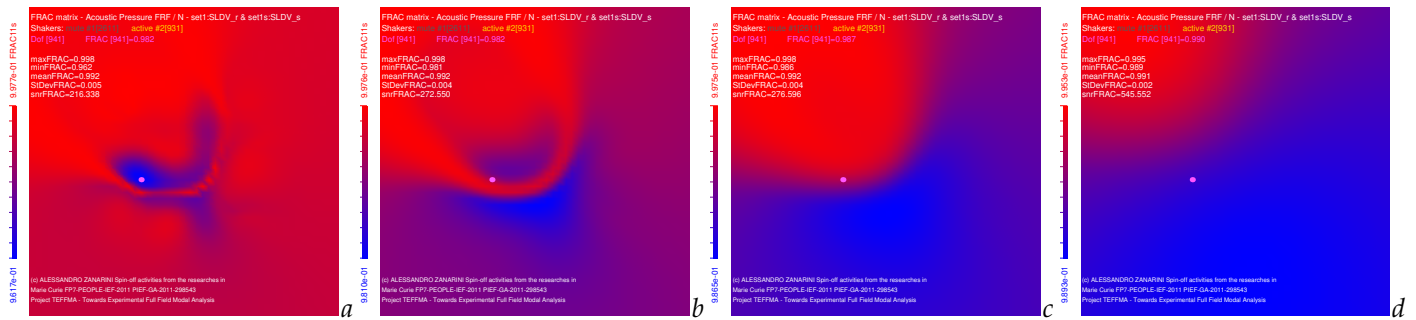 FRAC matrix - Acoustic Pressure FRF / N - set1:SLDV_r & set1s:SLDV_s
Shakers: active #2[931]
Dof [941] FRAC [941]=0.982
maxFRAC=0.998
minFRAC=0.962
meanFRAC=0.992
StDevFRAC=0.005
snrFRAC=216.338
9.977e-01 FRAC11s
9.617e-01
(c) ALESSANDRO ZANARINI Spin-off activities from the researches in
Marie Curie FP7-PEOPLE-IEF-2011 PIEF-GA-2011-298543
Project TEFFMA - Towards Experimental Full Field Modal Analysis
a
FRAC matrix - Acoustic Pressure FRF / N - set1:SLDV_r & set1s:SLDV_s
Shakers: active #2[931]
Dof [941] FRAC [941]=0.982
maxFRAC=0.998
minFRAC=0.981
meanFRAC=0.992
StDevFRAC=0.004
snrFRAC=272.550
9.976e-01 FRAC11s
9.810e-01
(c) ALESSANDRO ZANARINI Spin-off activities from the researches in
Marie Curie FP7-PEOPLE-IEF-2011 PIEF-GA-2011-298543
Project TEFFMA - Towards Experimental Full Field Modal Analysis
b
FRAC matrix - Acoustic Pressure FRF / N - set1:SLDV_r & set1s:SLDV_s
Shakers: active #2[931]
Dof [941] FRAC [941]=0.987
maxFRAC=0.998
minFRAC=0.986
meanFRAC=0.992
StDevFRAC=0.004
snrFRAC=276.596
9.975e-01 FRAC11s
9.865e-01
(c) ALESSANDRO ZANARINI Spin-off activities from the researches in
Marie Curie FP7-PEOPLE-IEF-2011 PIEF-GA-2011-298543
Project TEFFMA - Towards Experimental Full Field Modal Analysis
c
FRAC matrix - Acoustic Pressure FRF / N - set1:SLDV_r & set1s:SLDV_s
Shakers: active #2[931]
Dof [941] FRAC [941]=0.990
maxFRAC=0.995
minFRAC=0.989
meanFRAC=0.991
StDevFRAC=0.002
snrFRAC=545.552
9.953e-01 FRAC11s
9.893e-01
(c) ALESSANDRO ZANARINI Spin-off activities from the researches in
Marie Curie FP7-PEOPLE-IEF-2011 PIEF-GA-2011-298543
Project TEFFMA - Towards Experimental Full Field Modal Analysis
d